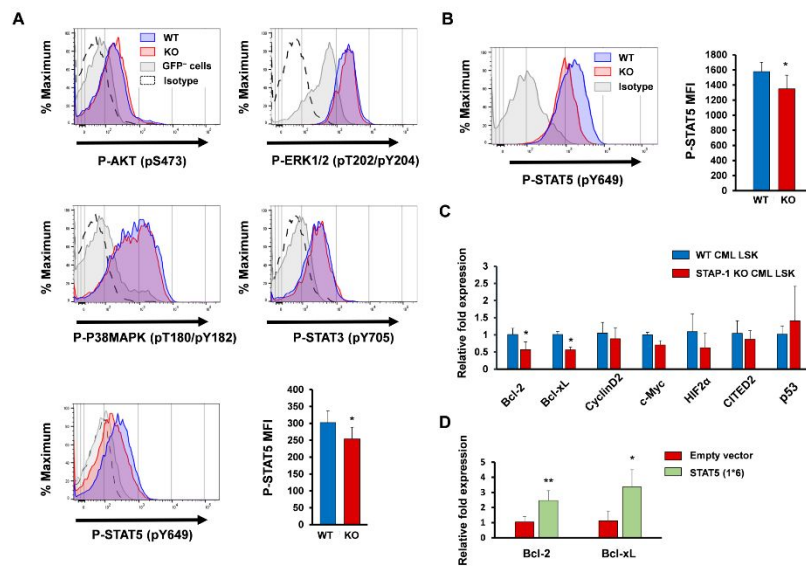 A
WT
KO
GFP⁻ cells
Isotype
% Maximum
P-AKT (pS473)
% Maximum
P-ERK1/2 (pT202/pY204)
% Maximum
P-P38MAPK (pT180/pY182)
% Maximum
P-STAT3 (pY705)
% Maximum
P-STAT5 (pY649)
P-STAT5 MFI
350
300
250
200
150
100
50
0
*
WT KO
B
WT
KO
Isotype
% Maximum
P-STAT5 (pY649)
P-STAT5 MFI
1800
1600
1400
1200
1000
800
600
400
200
0
*
WT KO
C
WT CML LSK
STAP-1 KO CML LSK
Relative fold expression
3
2.5
2
1.5
1
0.5
0
* *
Bcl-2 Bcl-xL CyclinD2 c-Myc HIF2α CITED2 p53
D
Empty vector
STAT5 (1*6)
Relative fold expression
5
4
3
2
1
0
** *
Bcl-2 Bcl-xL